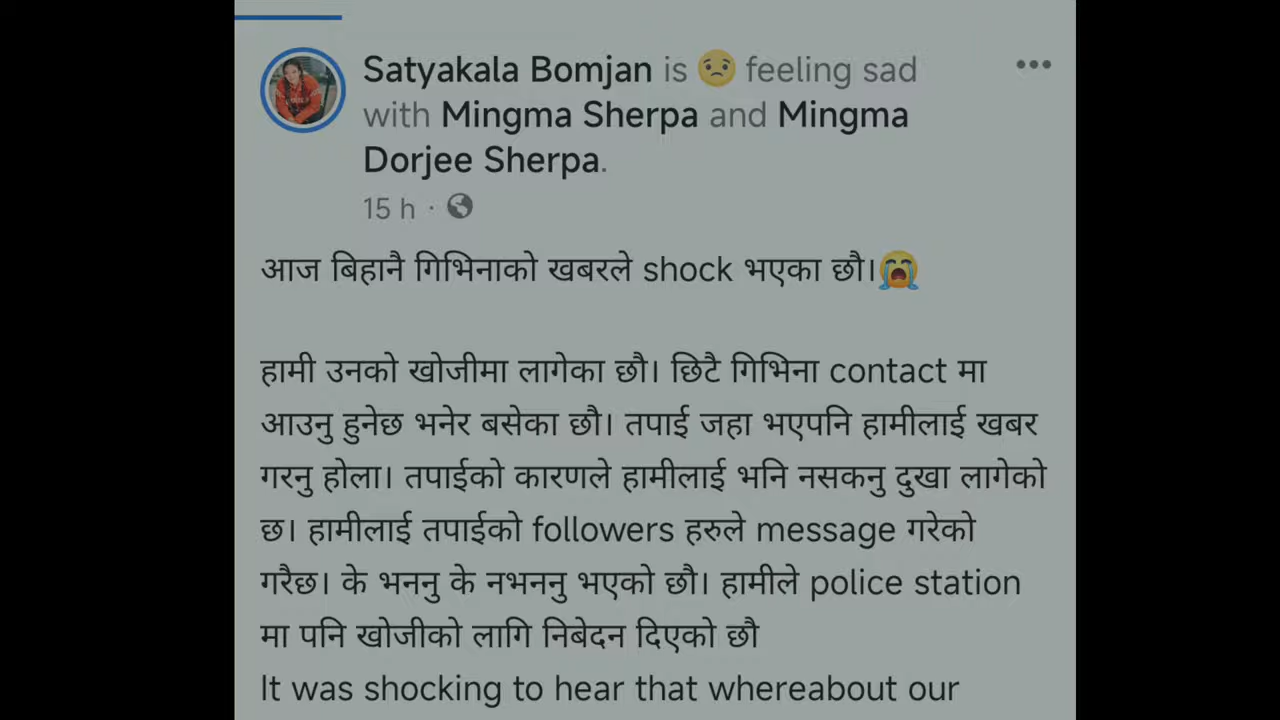 Satyakala Bomjan is 😟 feeling sad
with Mingma Sherpa and Mingma
Dorjee Sherpa.
15 h ·
आज बिहानै गिभिनाको खबरले shock भएका छौ।😭
हामी उनको खोजीमा लागेका छौ। छिटै गिभिना contact मा
आउनु हुनेछ भनेर बसेका छौ। तपाई जहा भएपनि हामीलाई खबर
गरनु होला। तपाईको कारणले हामीलाई भनि नसकनु दुखा लागेको
छ। हामीलाई तपाईको followers हरुले message गरेको
गरैछ। के भननु के नभननु भएको छौ। हामीले police station
मा पनि खोजीको लागि निबेदन दिएको छौ
It was shocking to hear that whereabout our